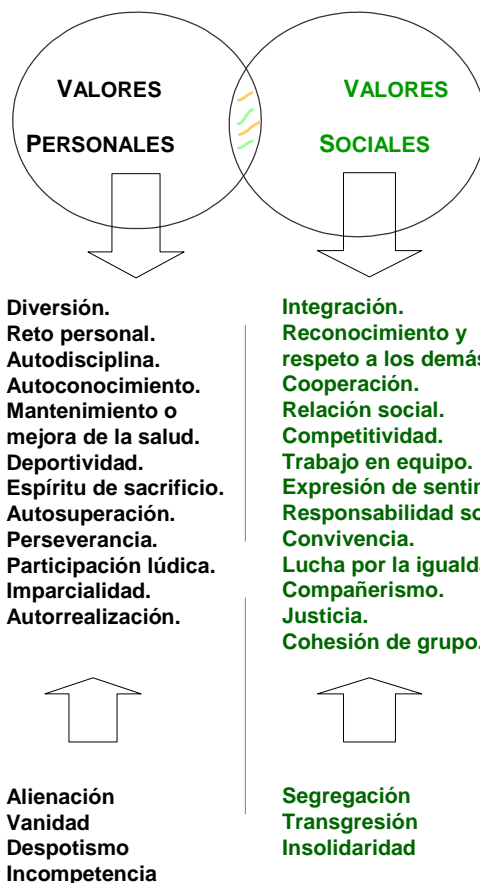 VALORES
PERSONALES
VALORES
SOCIALES
Diversión.
Reto personal.
Autodisciplina.
Autoconocimiento.
Mantenimiento o
mejora de la salud.
Deportividad.
Espíritu de sacrificio.
Autosuperación.
Perseverancia.
Participación lúdica.
Imparcialidad.
Autorrealización.
Integración.
Reconocimiento y
respeto a los demás
Cooperación.
Relación social.
Competitividad.
Trabajo en equipo.
Expresión de
Responsabilidad
Convivencia.
Lucha por la
Compañerismo.
Justicia.
Cohesión de grupo.
Alienación
Vanidad
Despotismo
Incompetencia
Segregación
Transgresión
Insolidaridad